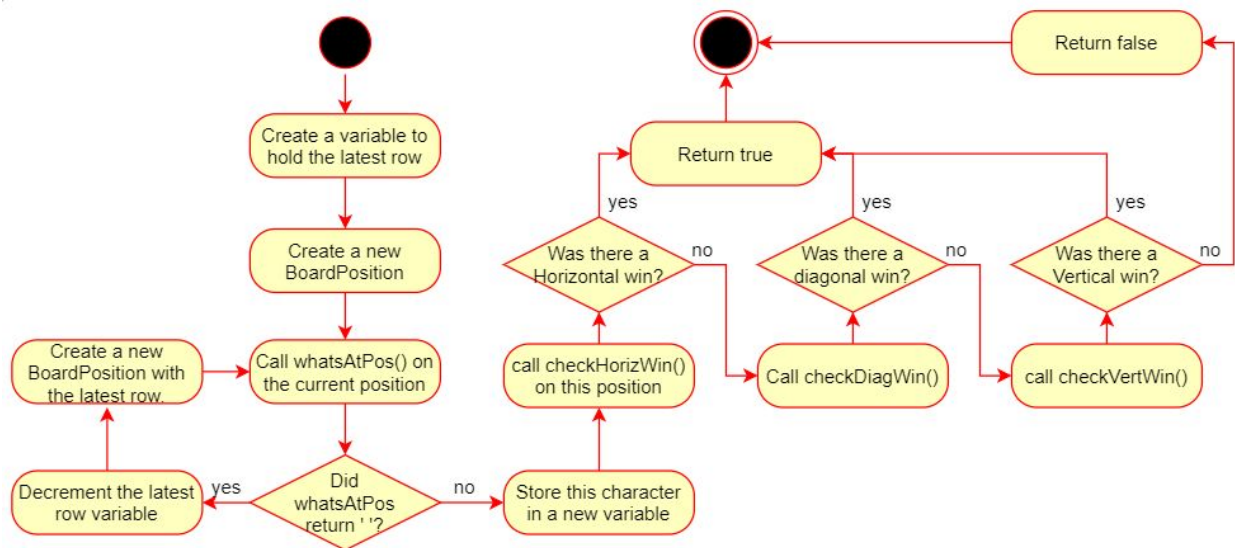 Create a variable to
hold the latest row
Create a new
BoardPosition
Call whatsAtPos() on
the current position
Did
whatsAtPos
return ' '?
yes
Decrement the latest
row variable
Create a new
BoardPosition with
the latest row.
no
Store this character
in a new variable
call checkHorizWin()
on this position
Was there a
Horizontal win?
yes
no
Call checkDiagWin()
Was there a
diagonal win?
yes
no
call checkVertWin()
Was there a
Vertical win?
yes
no
Return true
Return false